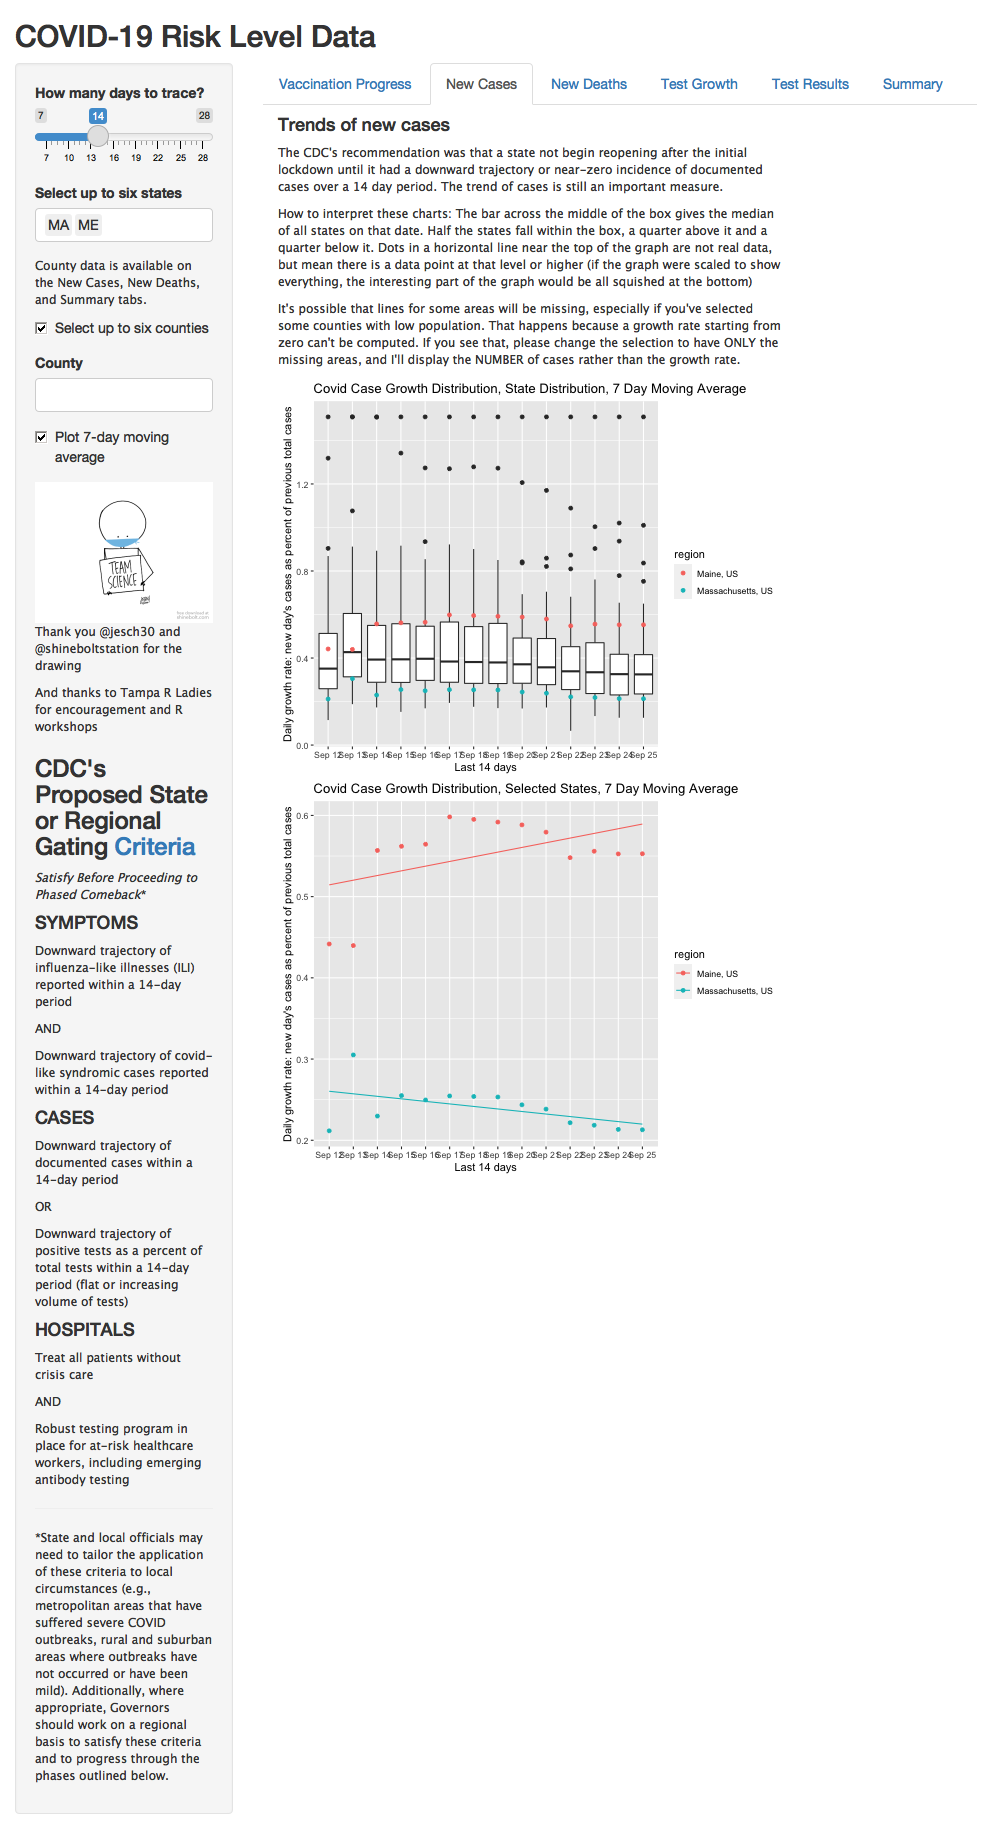 COVID-19 Risk Level Data
How many days to trace?
7
14
28
7 10 13 16 19 22 25 28
Select up to six states
MA ME
County data is available on
the New Cases, New Deaths,
and Summary tabs.
Select up to six counties
County
Plot 7-day moving
average
TEAM
SCIENCE
Thank you @jesch30 and
@shineboltstation for the
drawing
And thanks to Tampa R Ladies
for encouragement and R
workshops
CDC's
Proposed State
or Regional
Gating Criteria
Satisfy Before Proceeding to
Phased Comeback*
SYMPTOMS
Downward trajectory of
influenza-like illnesses (ILI)
reported within a 14-day
period
AND
Downward trajectory of covid-
like syndromic cases reported
within a 14-day period
CASES
Downward trajectory of
documented cases within a
14-day period
OR
Downward trajectory of
positive tests as a percent of
total tests within a 14-day
period (flat or increasing
volume of tests)
HOSPITALS
Treat all patients without
crisis care
AND
Robust testing program in
place for at-risk healthcare
workers, including emerging
antibody testing
*State and local officials may
need to tailor the application
of these criteria to local
circumstances (e.g.,
metropolitan areas that have
suffered severe COVID
outbreaks, rural and suburban
areas where outbreaks have
not occurred or have been
mild). Additionally, where
appropriate, Governors
should work on a regional
basis to satisfy these criteria
and to progress through the
phases outlined below.
Vaccination Progress New Cases New Deaths Test Growth Test Results Summary
Trends of new cases
The CDC's recommendation was that a state not begin reopening after the initial
lockdown until it had a downward trajectory or near-zero incidence of documented
cases over a 14 day period. The trend of cases is still an important measure.
How to interpret these charts: The bar across the middle of the box gives the median
of all states on that date. Half the states fall within the box, a quarter above it and a
quarter below it. Dots in a horizontal line near the top of the graph are not real data,
but mean there is a data point at that level or higher (if the graph were scaled to show
everything, the interesting part of the graph would be all squished at the bottom)
It's possible that lines for some areas will be missing, especially if you've selected
some counties with low population. That happens because a growth rate starting from
zero can't be computed. If you see that, please change the selection to have ONLY the
missing areas, and I'll display the NUMBER of cases rather than the growth rate.
Covid Case Growth Distribution, State Distribution, 7 Day Moving Average
Daily growth rate: new day's cases as percent of previous total cases
1.2
0.8
0.4
0.0
Sep 12 Sep 13 Sep 14 Sep 15 Sep 16 Sep 17 Sep 18 Sep 19 Sep 20 Sep 21 Sep 22 Sep 23 Sep 24 Sep 25
Last 14 days
region
Maine, US
Massachusetts, US
Covid Case Growth Distribution, Selected States, 7 Day Moving Average
Daily growth rate: new day's cases as percent of previous total cases
0.6
0.5
0.4
0.3
0.2
Sep 12 Sep 13 Sep 14 Sep 15 Sep 16 Sep 17 Sep 18 Sep 19 Sep 20 Sep 21 Sep 22 Sep 23 Sep 24 Sep 25
Last 14 days
region
Maine, US
Massachusetts, US